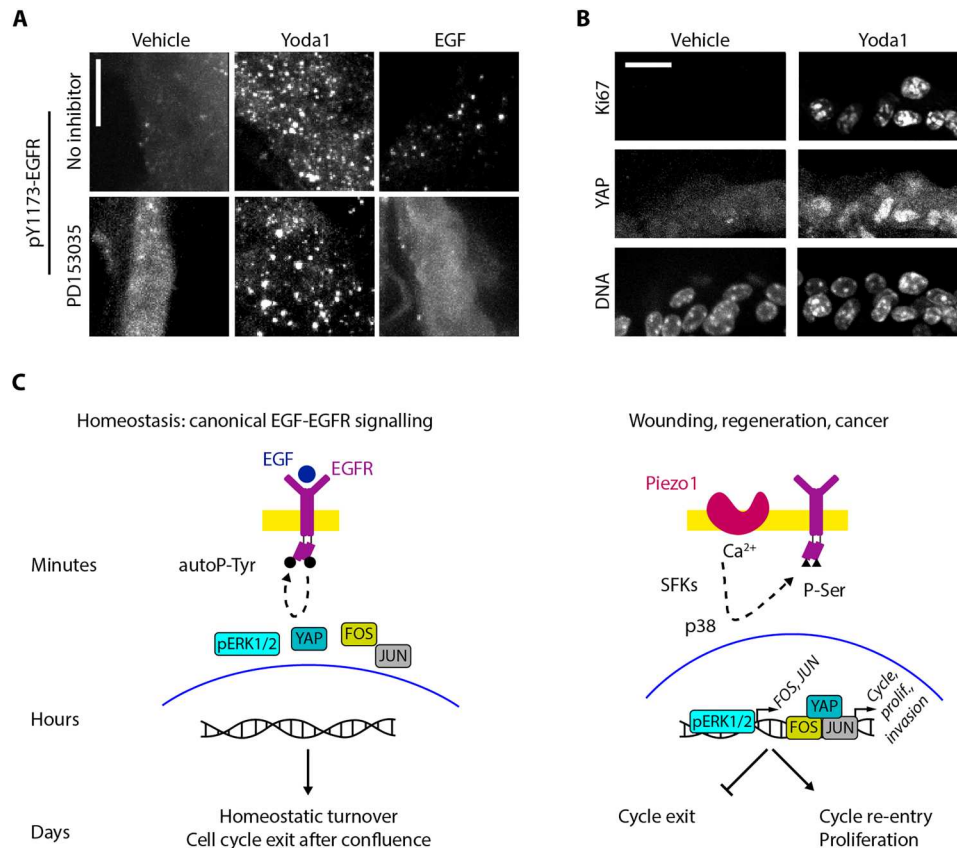 A
Vehicle
Yoda1
EGF
pY1173-EGFR
No inhibitor
PD153035
B
Vehicle
Yoda1
Ki67
YAP
DNA
C
Homeostasis: canonical EGF-EGFR signalling
Wounding, regeneration, cancer
EGF
EGFR
Piezo1
Minutes
autoP-Tyr
Ca²⁺
SFKs
P-Ser
p38
pERK1/2
YAP
FOS
JUN
FOS, JUN
Cycle,
prolif.,
invasion
Hours
pERK1/2
YAP
FOS
JUN
Days
Homeostatic turnover
Cell cycle exit after confluence
Cycle exit
Cycle re-entry
Proliferation